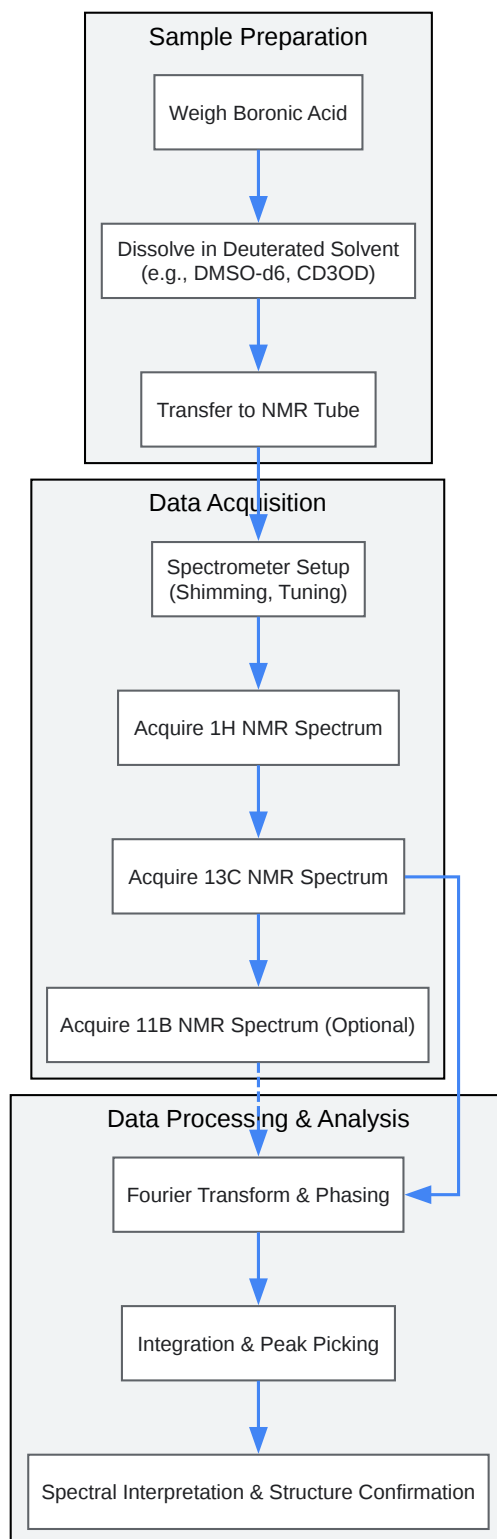 Sample Preparation
Weigh Boronic Acid
Dissolve in Deuterated Solvent
(e.g., DMSO-d6, CD3OD)
Transfer to NMR Tube
Data Acquisition
Spectrometer Setup
(Shimming, Tuning)
Acquire 1H NMR Spectrum
Acquire 13C NMR Spectrum
Acquire 11B NMR Spectrum (Optional)
Data Processing & Analysis
Fourier Transform & Phasing
Integration & Peak Picking
Spectral Interpretation & Structure Confirmation